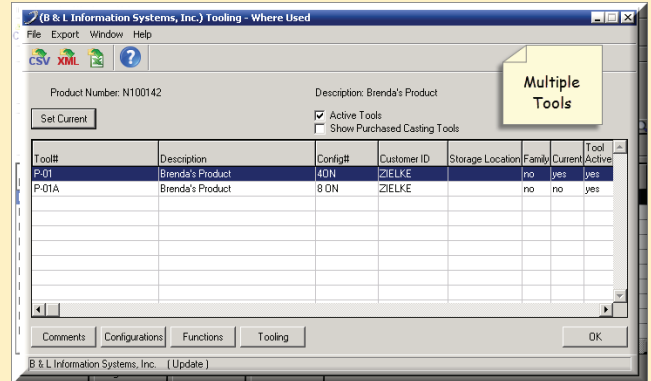 (B & L Information Systems, Inc.) Tooling - Where Used
File Export Window Help
CSV XML ?
Multiple
Tools
Product Number: N100142 Description: Brenda's Product
Set Current
Active Tools
Show Purchased Casting Tools
Tool# Description Config# Customer ID Storage Location Family Current Tool Active
P-01 Brenda's Product 4ON ZIELKE no yes yes
P-01A Brenda's Product 8 ON ZIELKE no no yes
Comments Configurations Functions Tooling OK
B & L Information Systems, Inc. (Update)